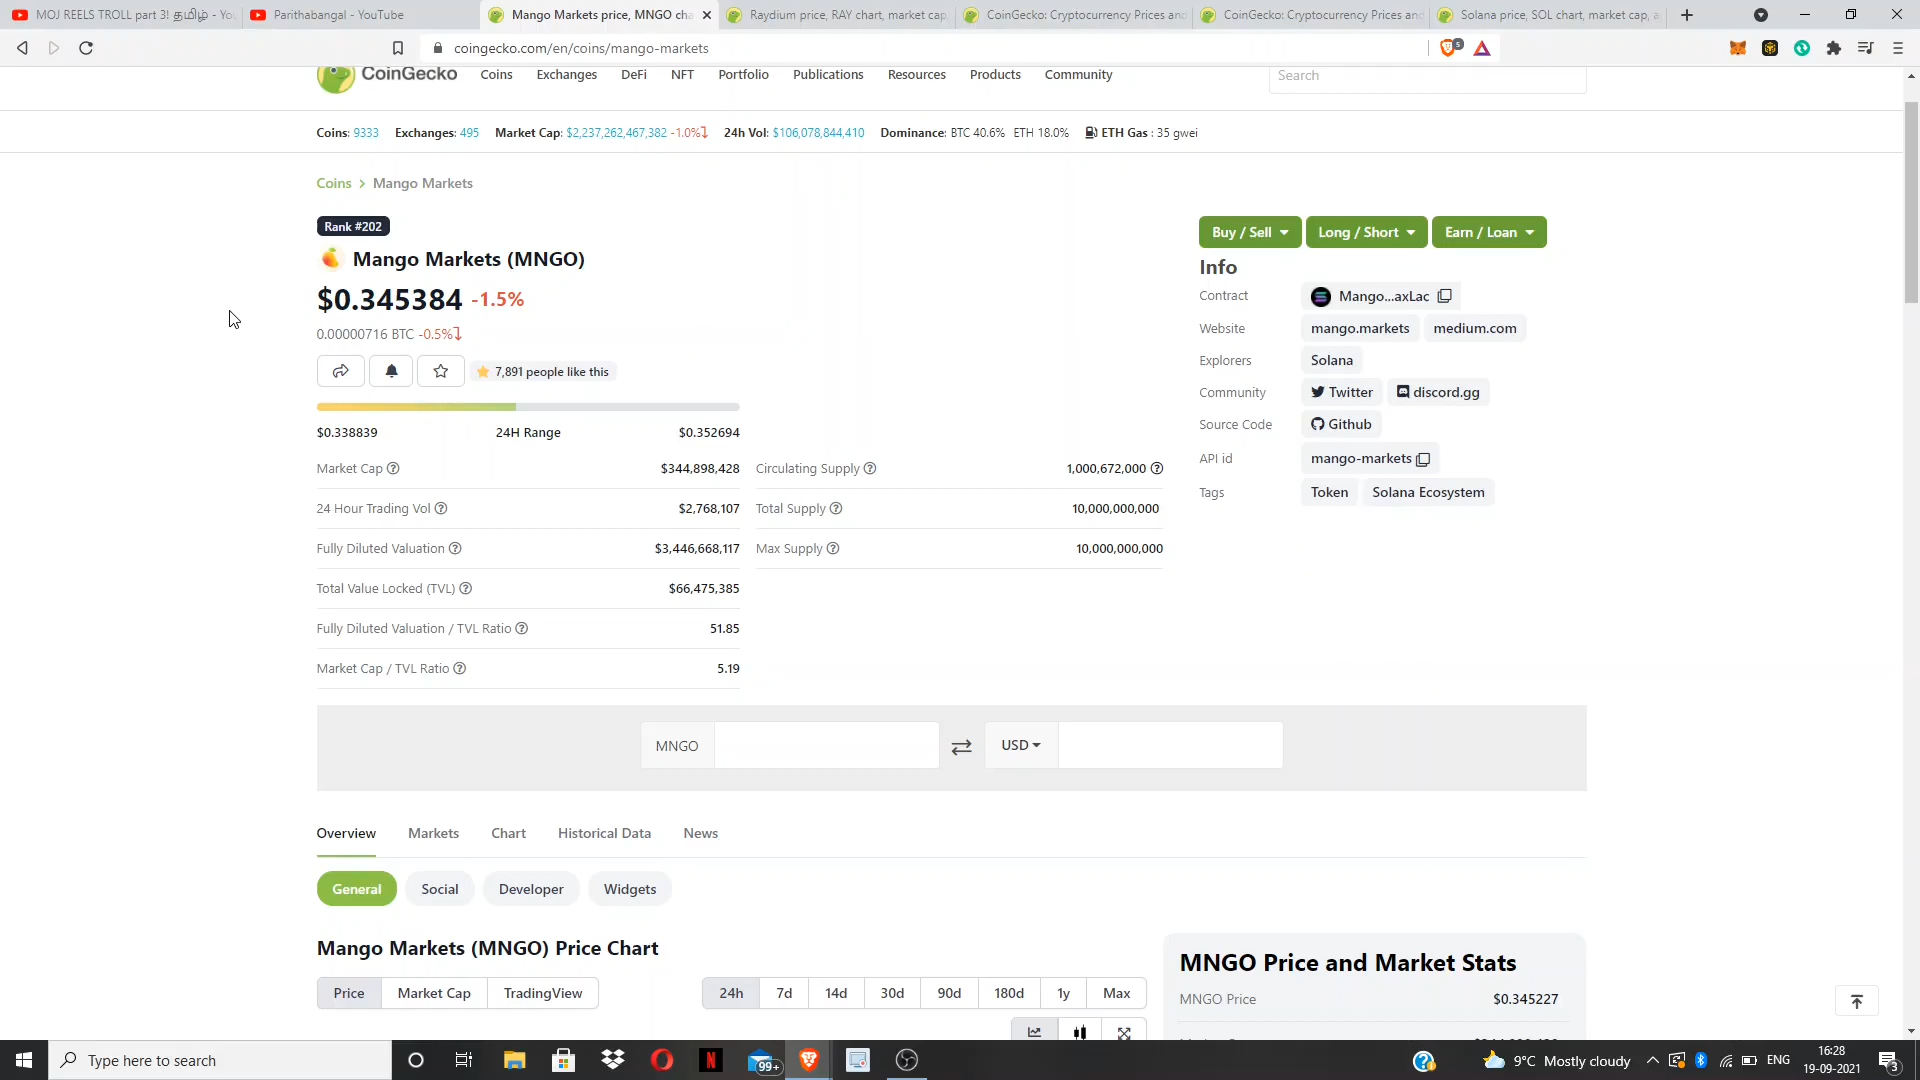 MOJ REELS TROLL part 3! தமிழ் - Yo
Parithabangal - YouTube
Mango Markets price, MNGO cha
Raydium price, RAY chart, market cap,
CoinGecko: Cryptocurrency Prices and
CoinGecko: Cryptocurrency Prices and
Solana price, SOL chart, market cap, a
coingecko.com/en/coins/mango-markets
5
CoinGecko
Coins
Exchanges
DeFi
NFT
Portfolio
Publications
Resources
Products
Community
Search
Coins: 9333 Exchanges: 495 Market Cap: $2,237,262,467,382 -1.0% 24h Vol: $106,078,844,410 Dominance: BTC 40.6% ETH 18.0% ETH Gas : 35 gwei
Coins > Mango Markets
Rank #202
Mango Markets (MNGO)
$0.345384 -1.5%
0.00000716 BTC -0.5%
7,891 people like this
$0.338839 24H Range $0.352694
Market Cap $344,898,428
24 Hour Trading Vol $2,768,107
Fully Diluted Valuation $3,446,668,117
Total Value Locked (TVL) $66,475,385
Fully Diluted Valuation / TVL Ratio 51.85
Market Cap / TVL Ratio 5.19
Circulating Supply 1,000,672,000
Total Supply 10,000,000,000
Max Supply 10,000,000,000
Buy / Sell Long / Short Earn / Loan
Info
Contract Mango...axLac
Website mango.markets medium.com
Explorers Solana
Community Twitter discord.gg
Source Code Github
API id mango-markets
Tags Token Solana Ecosystem
MNGO USD
Overview Markets Chart Historical Data News
General Social Developer Widgets
Mango Markets (MNGO) Price Chart
Price Market Cap TradingView
24h 7d 14d 30d 90d 180d 1y Max
MNGO Price and Market Stats
MNGO Price $0.345227
Type here to search
99+
9°C Mostly cloudy
ENG
16:28
19-09-2021
3